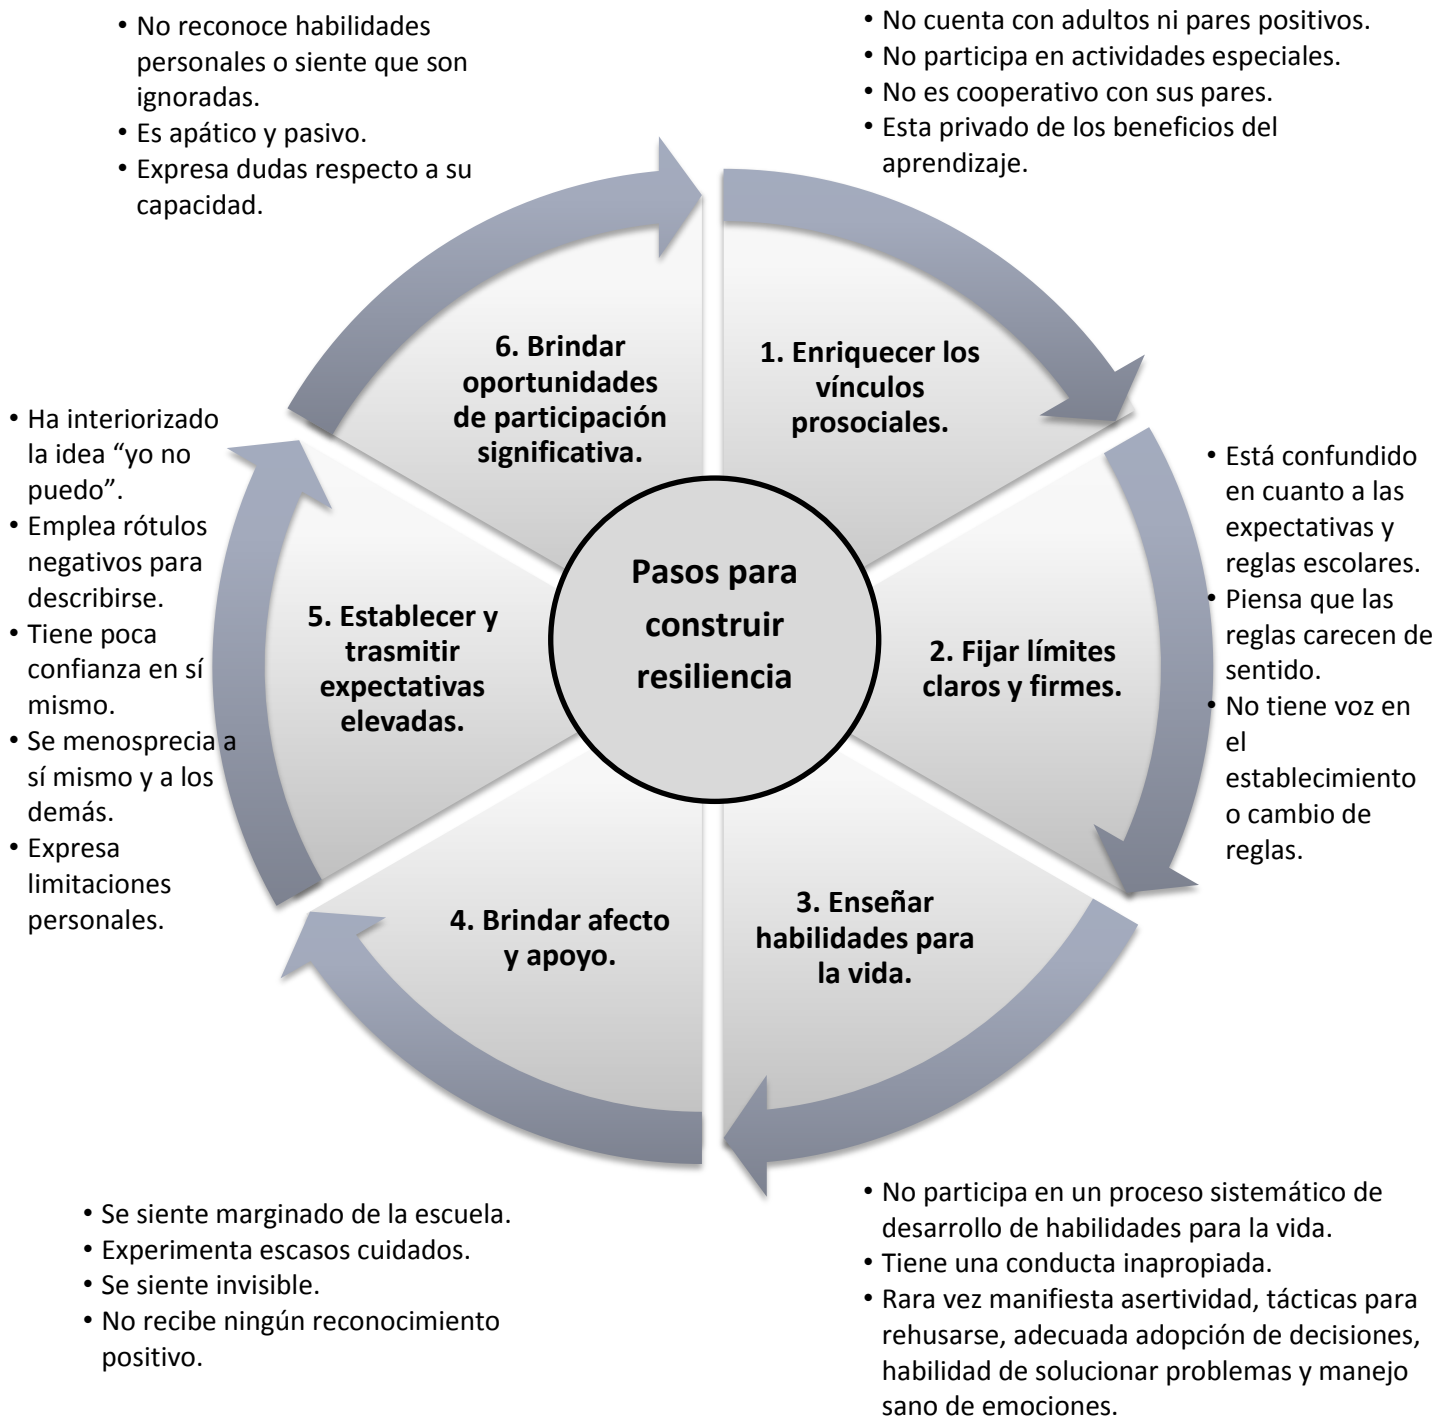 • No reconoce habilidades
personales o siente que son
ignoradas.
• Es apático y pasivo.
• Expresa dudas respecto a su
capacidad.
• No cuenta con adultos ni pares positivos.
• No participa en actividades especiales.
• No es cooperativo con sus pares.
• Esta privado de los beneficios del
aprendizaje.
6. Brindar
oportunidades
de participación
significativa.
1. Enriquecer los
vínculos
prosociales.
• Ha interiorizado
la idea “yo no
puedo”.
• Emplea rótulos
negativos para
describirse.
• Tiene poca
confianza en sí
mismo.
• Se menosprecia a
sí mismo y a los
demás.
• Expresa
limitaciones
personales.
5. Establecer y
trasmitir
expectativas
elevadas.
Pasos para
construir
resiliencia
2. Fijar límites
claros y firmes.
• Está confundido
en cuanto a las
expectativas y
reglas escolares.
• Piensa que las
reglas carecen de
sentido.
• No tiene voz en
el
establecimiento
o cambio de
reglas.
4. Brindar afecto
y apoyo.
3. Enseñar
habilidades para
la vida.
• Se siente marginado de la escuela.
• Experimenta escasos cuidados.
• Se siente invisible.
• No recibe ningún reconocimiento
positivo.
• No participa en un proceso sistemático de
desarrollo de habilidades para la vida.
• Tiene una conducta inapropiada.
• Rara vez manifiesta asertividad, tácticas para
rehusarse, adecuada adopción de decisiones,
habilidad de solucionar problemas y manejo
sano de emociones.